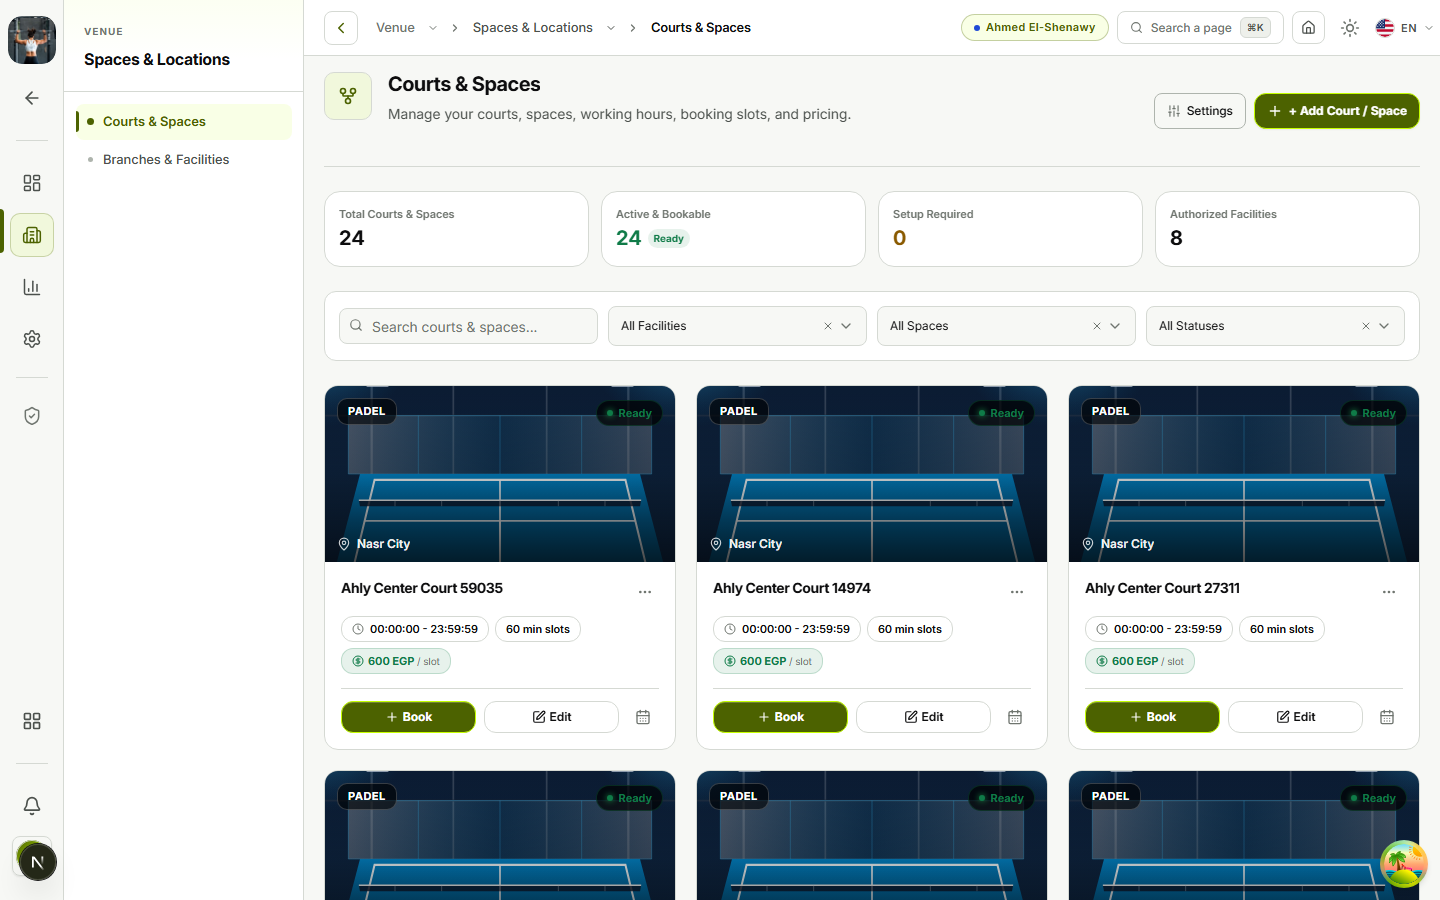 VENUE
Spaces & Locations
Courts & Spaces
Branches & Facilities
Venue
Spaces & Locations
Courts & Spaces
Ahmed El-Shenawy
Search a page
⌘K
EN
Courts & Spaces
Manage your courts, spaces, working hours, booking slots, and pricing.
Settings
+ Add Court / Space
Total Courts & Spaces
24
Active & Bookable
24 Ready
Setup Required
0
Authorized Facilities
8
Search courts & spaces...
All Facilities
All Spaces
All Statuses
PADEL
Ready
Nasr City
Ahly Center Court 59035
...
00:00:00 - 23:59:59
60 min slots
600 EGP / slot
+ Book
Edit
PADEL
Ready
Nasr City
Ahly Center Court 14974
...
00:00:00 - 23:59:59
60 min slots
600 EGP / slot
+ Book
Edit
PADEL
Ready
Nasr City
Ahly Center Court 27311
...
00:00:00 - 23:59:59
60 min slots
600 EGP / slot
+ Book
Edit
PADEL
Ready
PADEL
Ready
PADEL
Ready
N